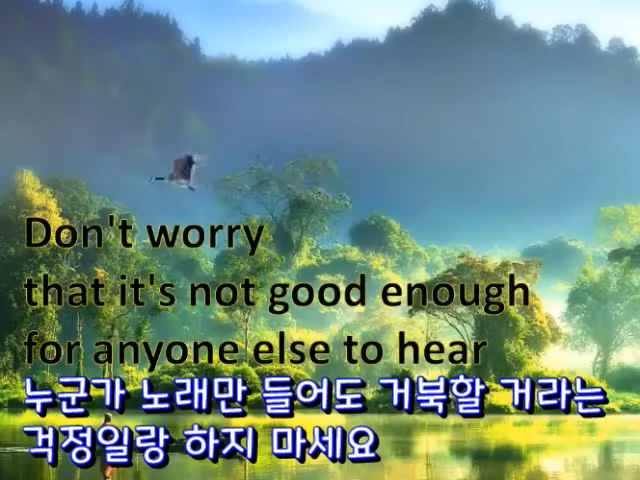 Don't worry
that it's not good enough
for anyone else to hear
누군가 노래만 들어도 거북할 거라는
걱정일랑 하지 마세요